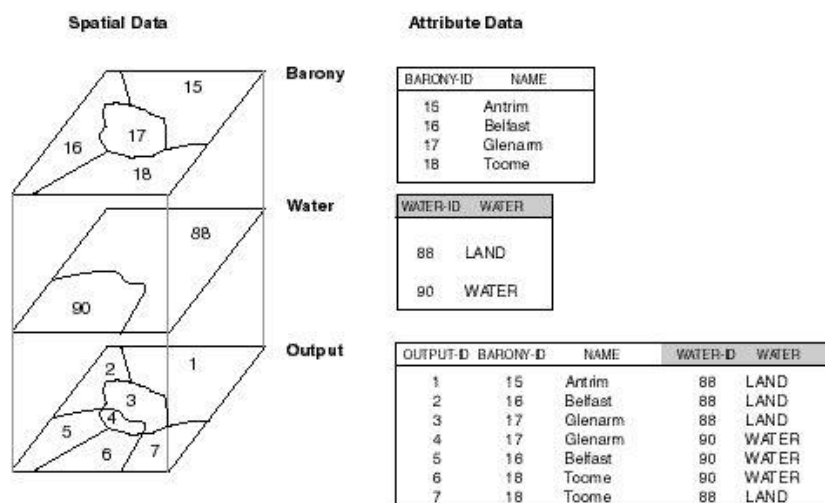 Spatial Data
Attribute Data
Barony
15
16
17
18
BARONY-ID NAME
15 Antrim
16 Belfast
17 Glenarm
18 Toome
Water
88
90
WATER-ID WATER
88 LAND
90 WATER
Output
1
2
3
4
5
6
7
OUTPUT-ID BARONY-ID NAME WATER-ID WATER
1 15 Antrim 88 LAND
2 16 Belfast 88 LAND
3 17 Glenarm 88 LAND
4 17 Glenarm 90 WATER
5 16 Belfast 90 WATER
6 18 Toome 90 WATER
7 18 Toome 88 LAND